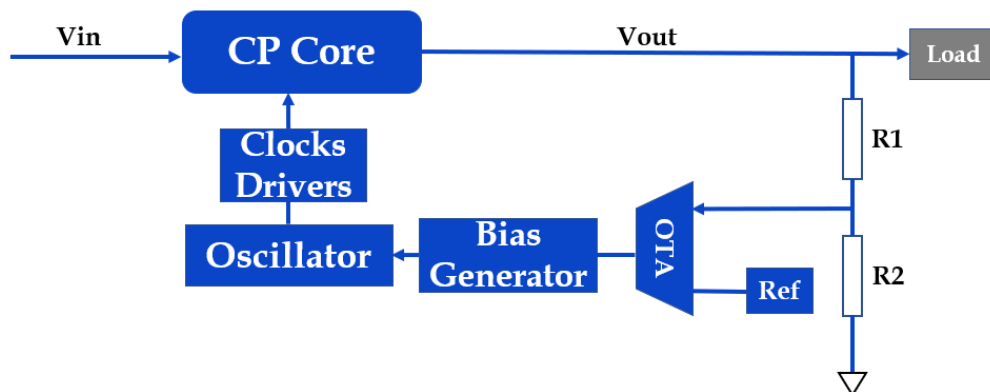 Vin
CP Core
Vout
Load
Clocks
Drivers
R1
Oscillator
Bias
Generator
OTA
Ref
R2